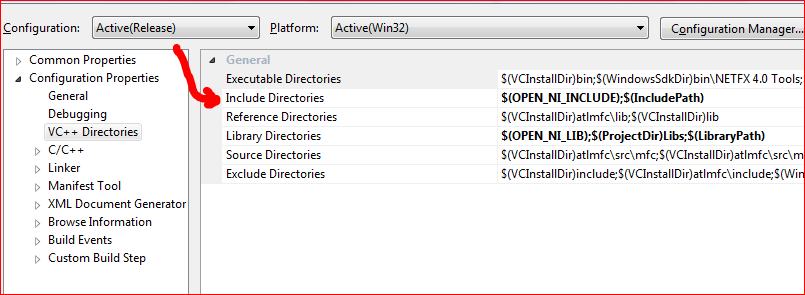 Configuration: Active(Release) Platform: Active(Win32) Configuration Manager...
Common Properties
Configuration Properties
General
Debugging
VC++ Directories
C/C++
Linker
Manifest Tool
XML Document Generator
Browse Information
Build Events
Custom Build Step
General
Executable Directories $(VCInstallDir)bin;$(WindowsSdkDir)bin\NETFX 4.0 Tools;
Include Directories $(OPEN_NI_INCLUDE);$(IncludePath)
Reference Directories $(VCInstallDir)atlmfc\lib;$(VCInstallDir)lib
Library Directories $(OPEN_NI_LIB);$(ProjectDir)Libs;$(LibraryPath)
Source Directories $(VCInstallDir)atlmfc\src\mfc;$(VCInstallDir)atlmfc\src\m
Exclude Directories $(VCInstallDir)include;$(VCInstallDir)atlmfc\include;$(Win